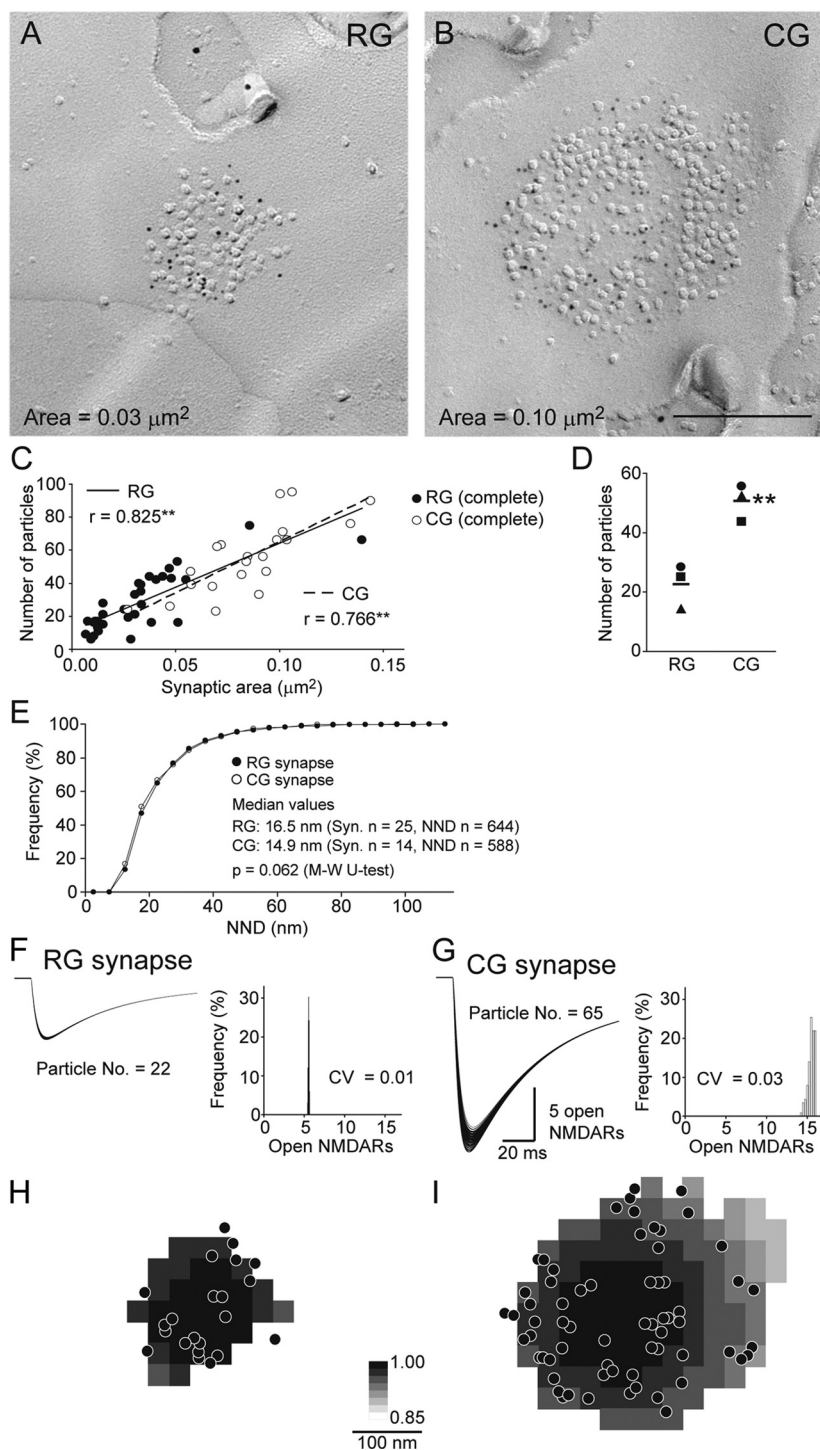 A
RG
B
CG
Area = 0.03 μm²
Area = 0.10 μm²
C
Number of particles
100
80
60
40
20
0
RG
r = 0.825**
CG
r = 0.766**
0.00
0.05
0.10
0.15
Synaptic area (μm²)
RG (complete)
CG (complete)
D
Number of particles
60
40
20
0
**
RG
CG
E
Frequency (%)
100
80
60
40
20
0
RG synapse
CG synapse
Median values
RG: 16.5 nm (Syn. n = 25, NND n = 644)
CG: 14.9 nm (Syn. n = 14, NND n = 588)
p = 0.062 (M-W U-test)
20
40
60
80
100
NND (nm)
F
RG synapse
Particle No. = 22
Frequency (%)
30
20
10
0
CV = 0.01
0
5
10
15
Open NMDARs
G
CG synapse
Particle No. = 65
5 open
NMDARs
20 ms
Frequency (%)
30
20
10
0
CV = 0.03
0
5
10
15
Open NMDARs
H
I
1.00
0.85
100 nm